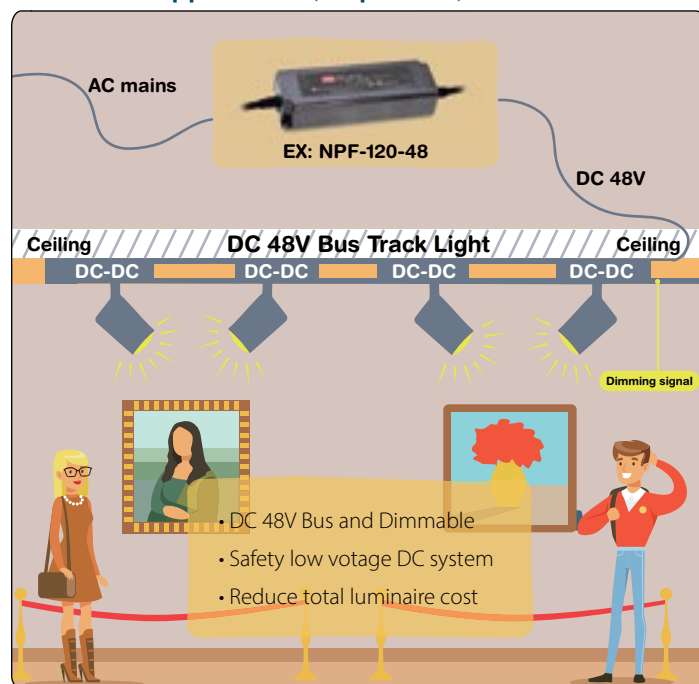 AC mains
EX: NPF-120-48
DC 48V
Ceiling DC 48V Bus Track Light Ceiling
DC-DC DC-DC DC-DC DC-DC
Dimming signal
• DC 48V Bus and Dimmable
• Safety low votage DC system
• Reduce total luminaire cost